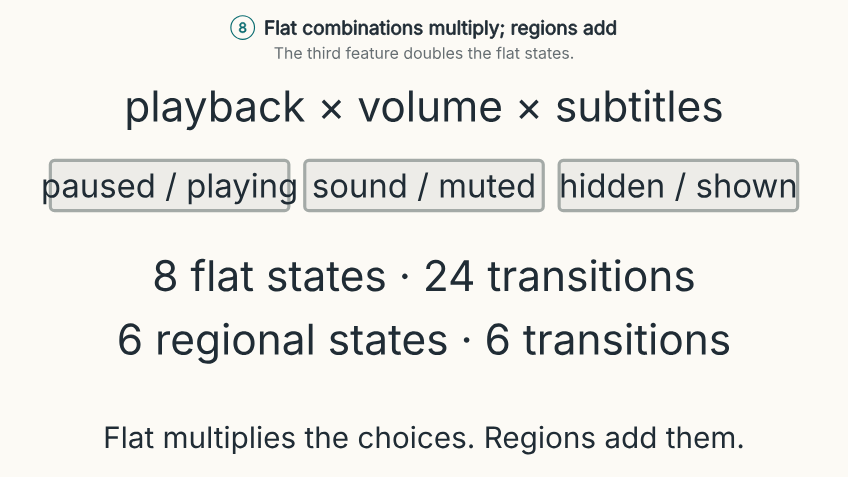 8 Flat combinations multiply; regions add
The third feature doubles the flat states.
playback × volume × subtitles
paused / playing sound / muted hidden / shown
8 flat states · 24 transitions
6 regional states · 6 transitions
Flat multiplies the choices. Regions add them.